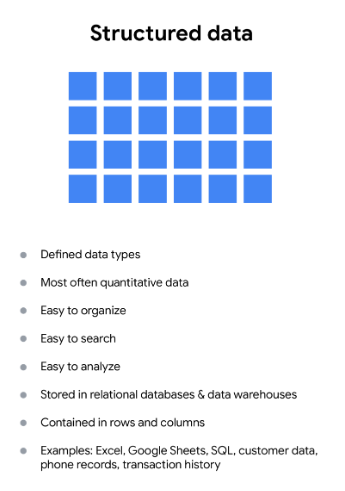 Structured data
Defined data types
Most often quantitative data
Easy to organize
Easy to search
Easy to analyze
Stored in relational databases & data warehouses
Contained in rows and columns
Examples: Excel, Google Sheets, SQL, customer data,
phone records, transaction history